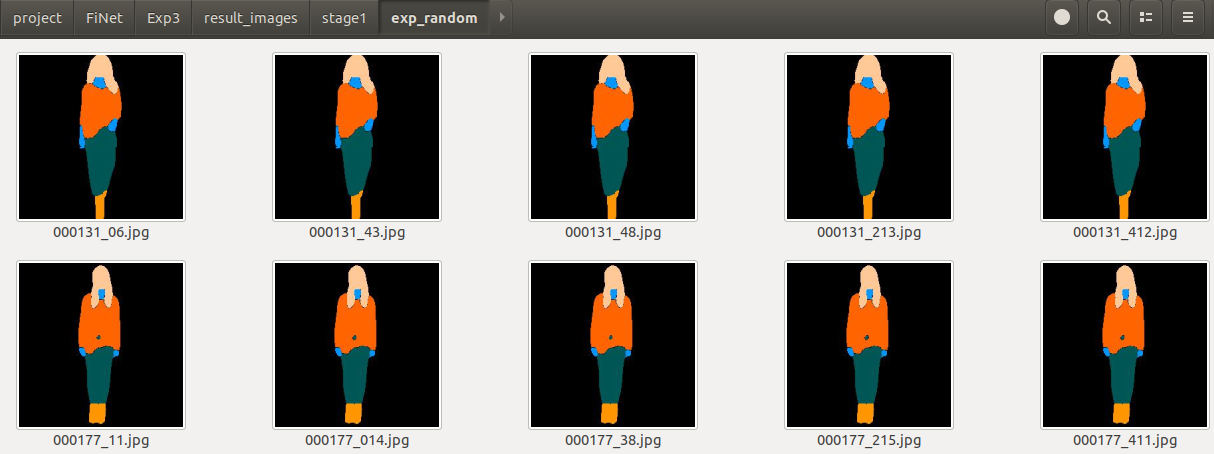 project FiNet Exp3 result_images stage1 exp_random
000131_06.jpg 000131_43.jpg 000131_48.jpg 000131_213.jpg 000131_412.jpg
000177_11.jpg 000177_014.jpg 000177_38.jpg 000177_215.jpg 000177_411.jpg